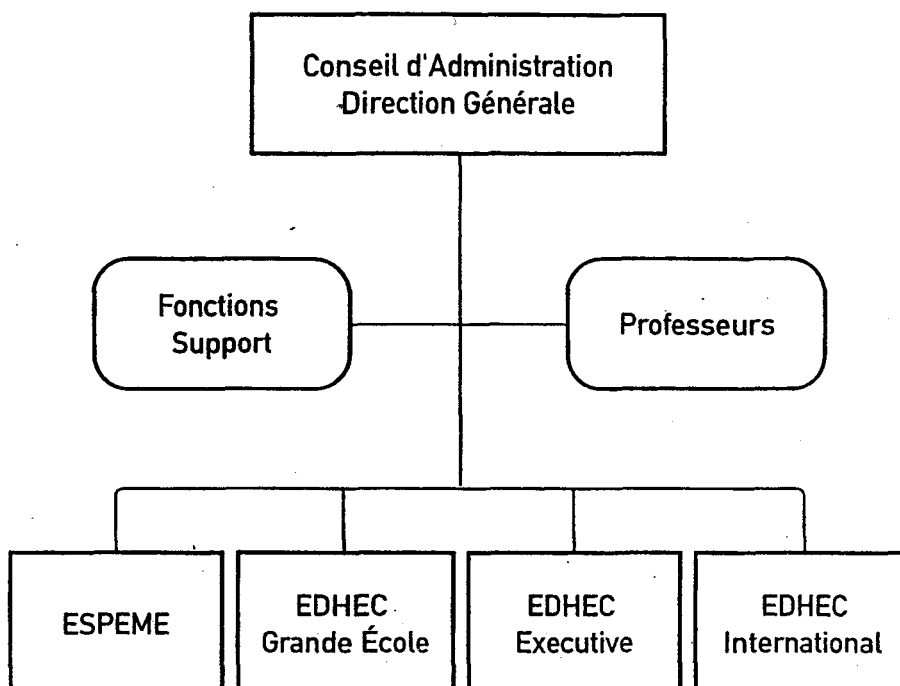 Conseil d'Administration
Direction Générale
Fonctions
Support
Professeurs
ESPEME
EDHEC
Grande École
EDHEC
Executive
EDHEC
International